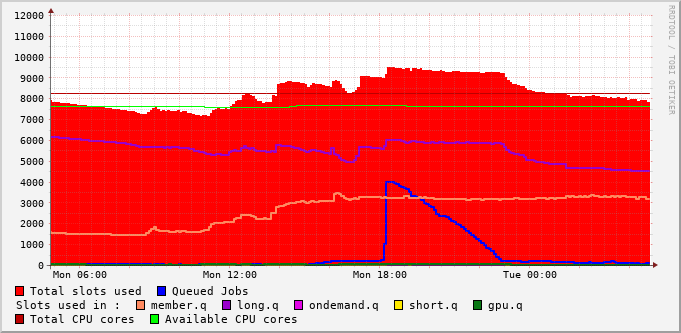 12000
11000
10000
9000
8000
7000
6000
5000
4000
3000
2000
1000
0
Mon 06:00 Mon 12:00 Mon 18:00 Tue 00:00
Total slots used Queued Jobs
Slots used in : member.q long.q ondemand.q short.q gpu.q
Total CPU cores Available CPU cores
RRDTOOL / TOBI OETIKER